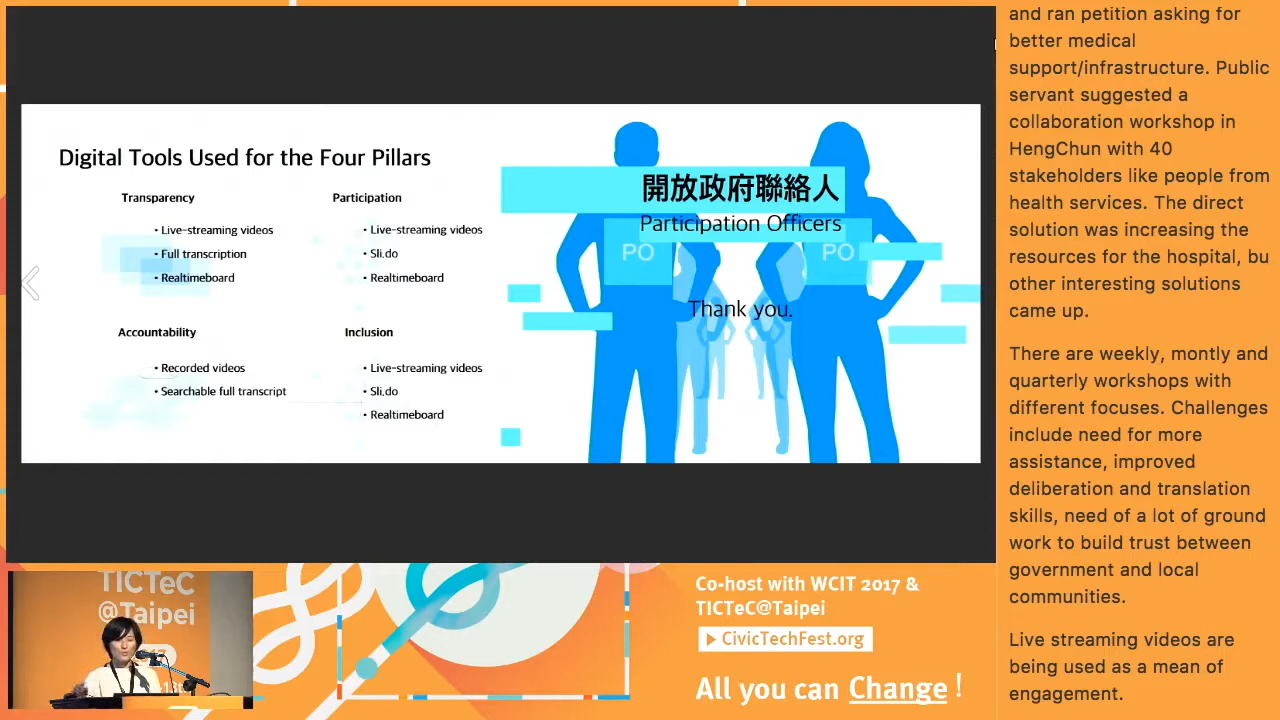 Digital Tools Used for the Four Pillars
Transparency
• Live-streaming videos
• Full transcription
• Realtimeboard
Participation
• Live-streaming videos
• Sli.do
• Realtimeboard
Accountability
• Recorded videos
• Searchable full transcript
Inclusion
• Live-streaming videos
• Sli.do
• Realtimeboard
開放政府聯絡人
Participation Officers
PO
PO
Thank you.
and ran petition asking for
better medical
support/infrastructure. Public
servant suggested a
collaboration workshop in
HengChun with 40
stakeholders like people from
health services. The direct
solution was increasing the
resources for the hospital, bu
other interesting solutions
came up.
There are weekly, montly and
quarterly workshops with
different focuses. Challenges
include need for more
assistance, improved
deliberation and translation
skills, need of a lot of ground
work to build trust between
government and local
communities.
Live streaming videos are
being used as a mean of
engagement.
TICTeC
@Taipei
Co-host with WCIT 2017 &
TICTeC@Taipei
CivicTechFest.org
All you can Change !